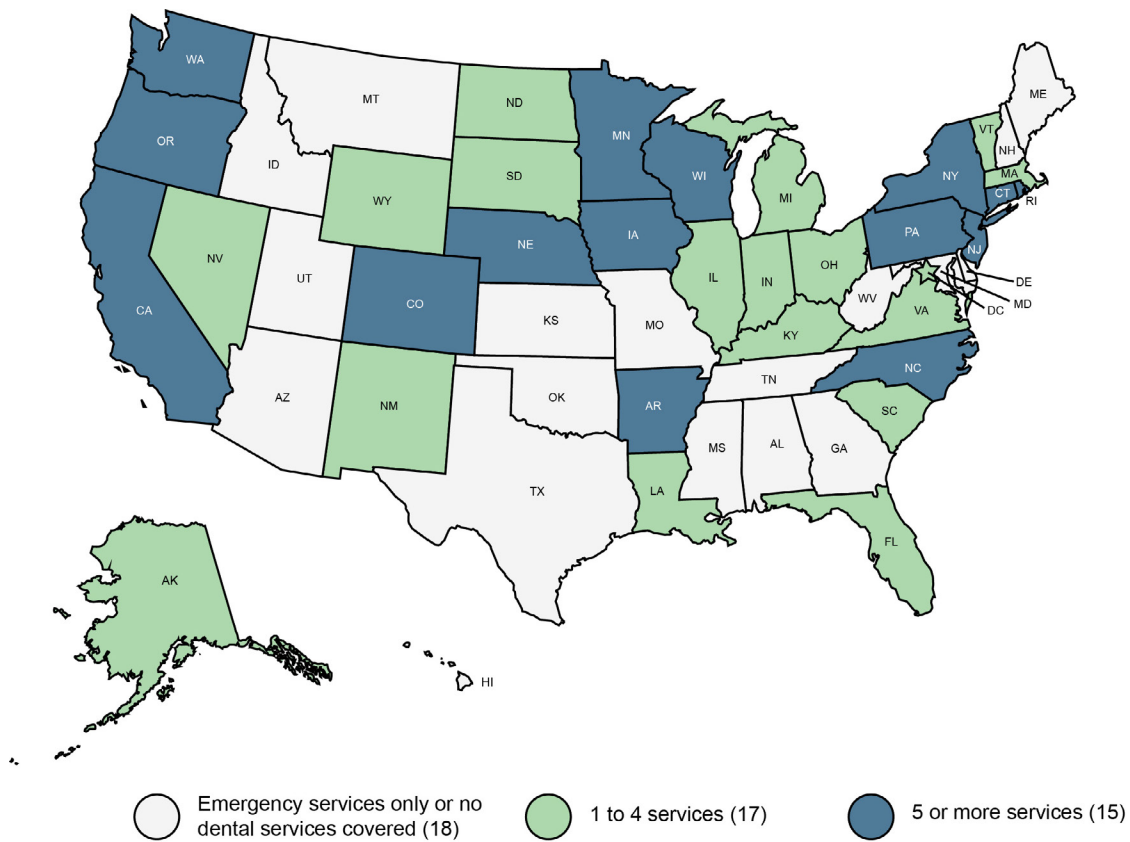 WA
MT
ND
ME
OR
MN
VT
ID
NH
SD
WI
NY
MA
WY
MI
CT
RI
IA
PA
NE
NJ
NV
OH
UT
IL
IN
DE
CO
WV
MD
CA
DC
VA
KS
MO
KY
NC
TN
AZ
OK
NM
AR
SC
MS
AL
GA
TX
LA
FL
AK
HI
Emergency services only or no
dental services covered (18)
1 to 4 services (17)
5 or more services (15)